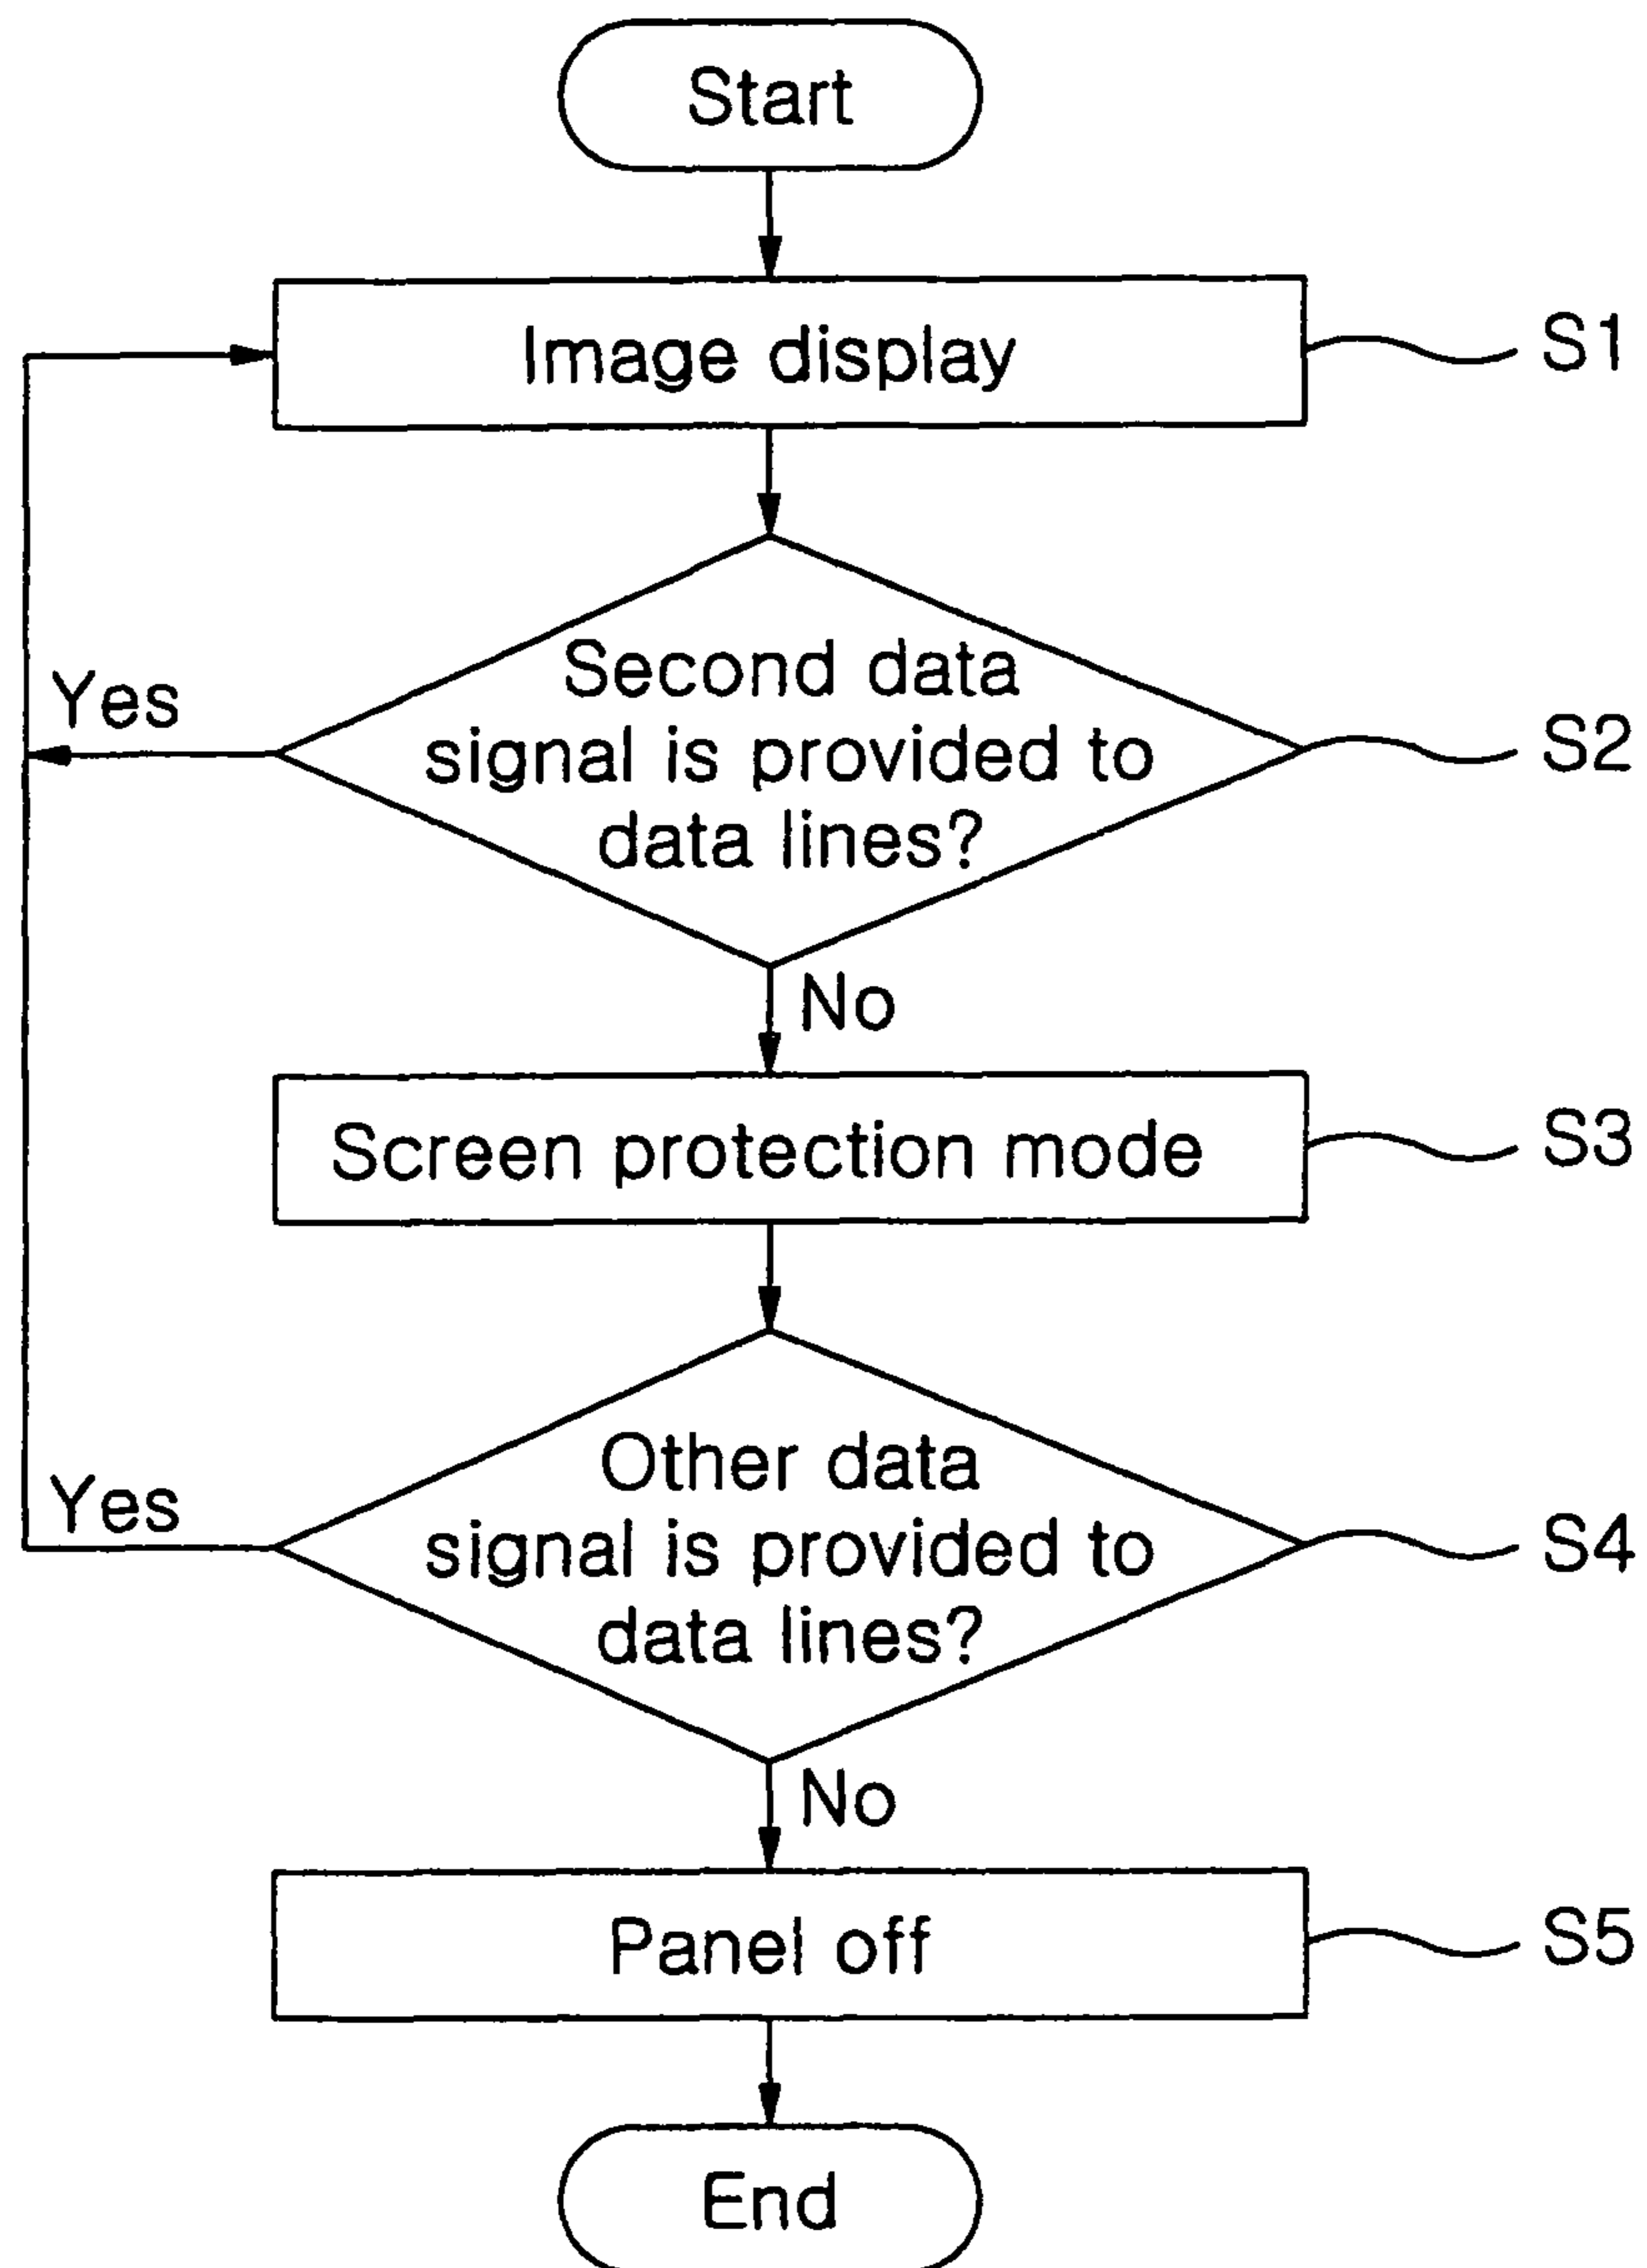 Start
Image display
S1
Second data
signal is provided to
data lines?
S2
Yes
No
Screen protection mode
S3
Other data
signal is provided to
data lines?
S4
Yes
No
Panel off
S5
End